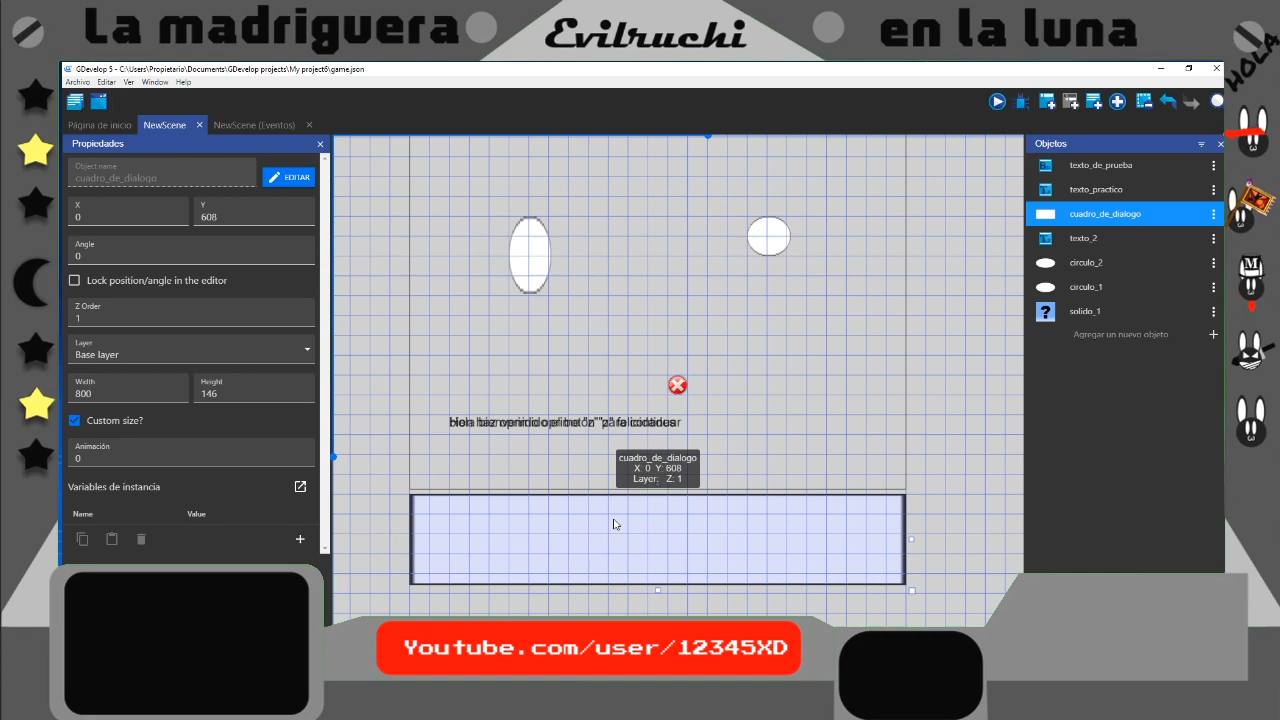 La madriguera
Evilruchi
en la luna
HOLA
GDevelop 5 - C:\Users\Propietario\Documents\GDevelop projects\My project6\game.json
Archivo Editar Ver Window Help
Página de inicio
NewScene
NewScene (Eventos)
Propiedades
Object name
cuadro_de_dialogo
EDITAR
X
0
Y
608
Angle
0
Lock position/angle in the editor
Z Order
1
Layer
Base layer
Width
800
Height
146
Custom size?
Animación
0
Variables de instancia
Name Value
cuadro_de_dialogo
X: 0 Y: 608
Layer: Z: 1
Objetos
texto_de_prueba
texto_practico
cuadro_de_dialogo
texto_2
circulo_2
circulo_1
solido_1
Agregar un nuevo objeto
M
Youtube.com/user/12345XD